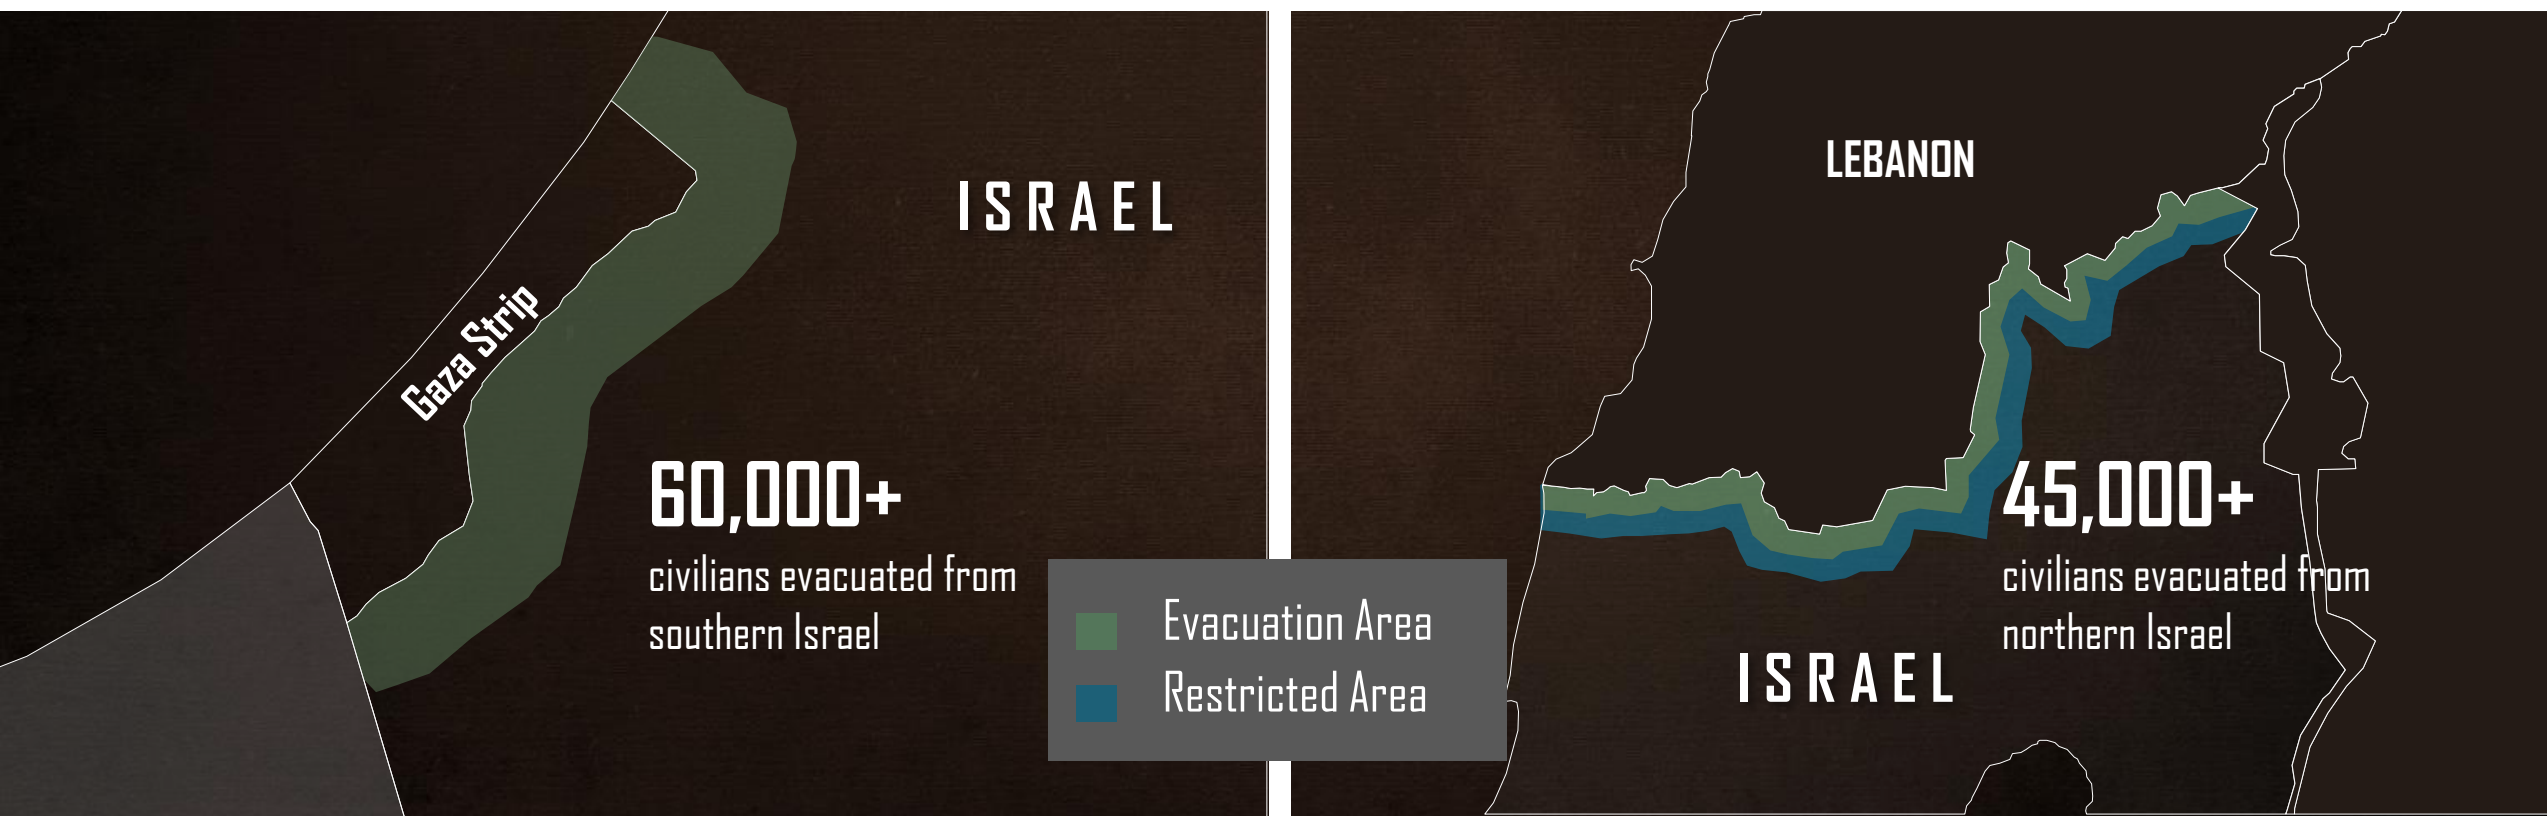 ISRAEL
Gaza Strip
60,000+
civilians evacuated from
southern Israel
Evacuation Area
Restricted Area
LEBANON
45,000+
civilians evacuated from
northern Israel
ISRAEL